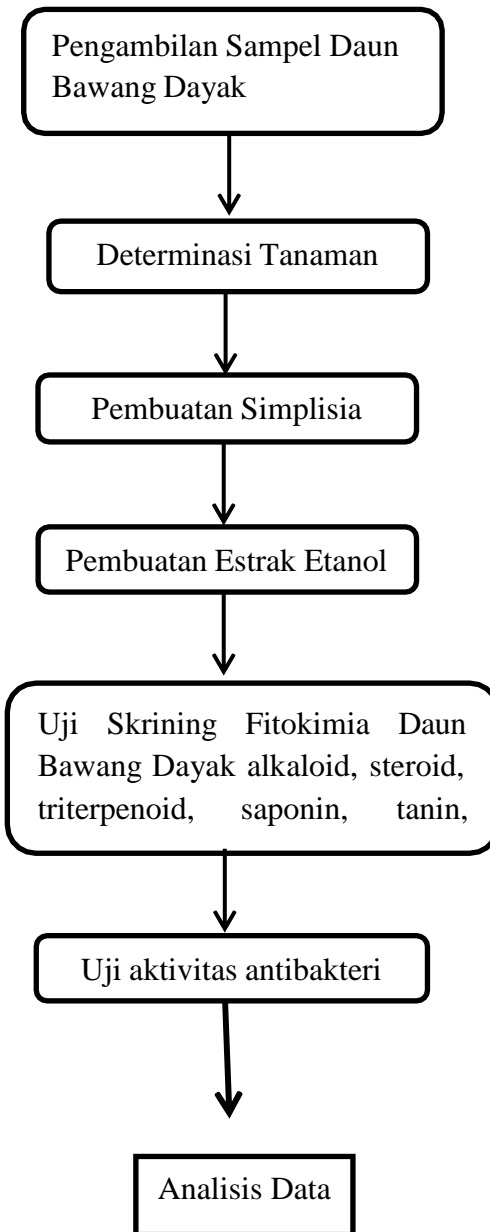 Pengambilan Sampel Daun
Bawang Dayak
Determinasi Tanaman
Pembuatan Simplisia
Pembuatan Estrak Etanol
Uji Skrining Fitokimia Daun
Bawang Dayak alkaloid, steroid,
triterpenoid, saponin, tanin,
Uji aktivitas antibakteri
Analisis Data